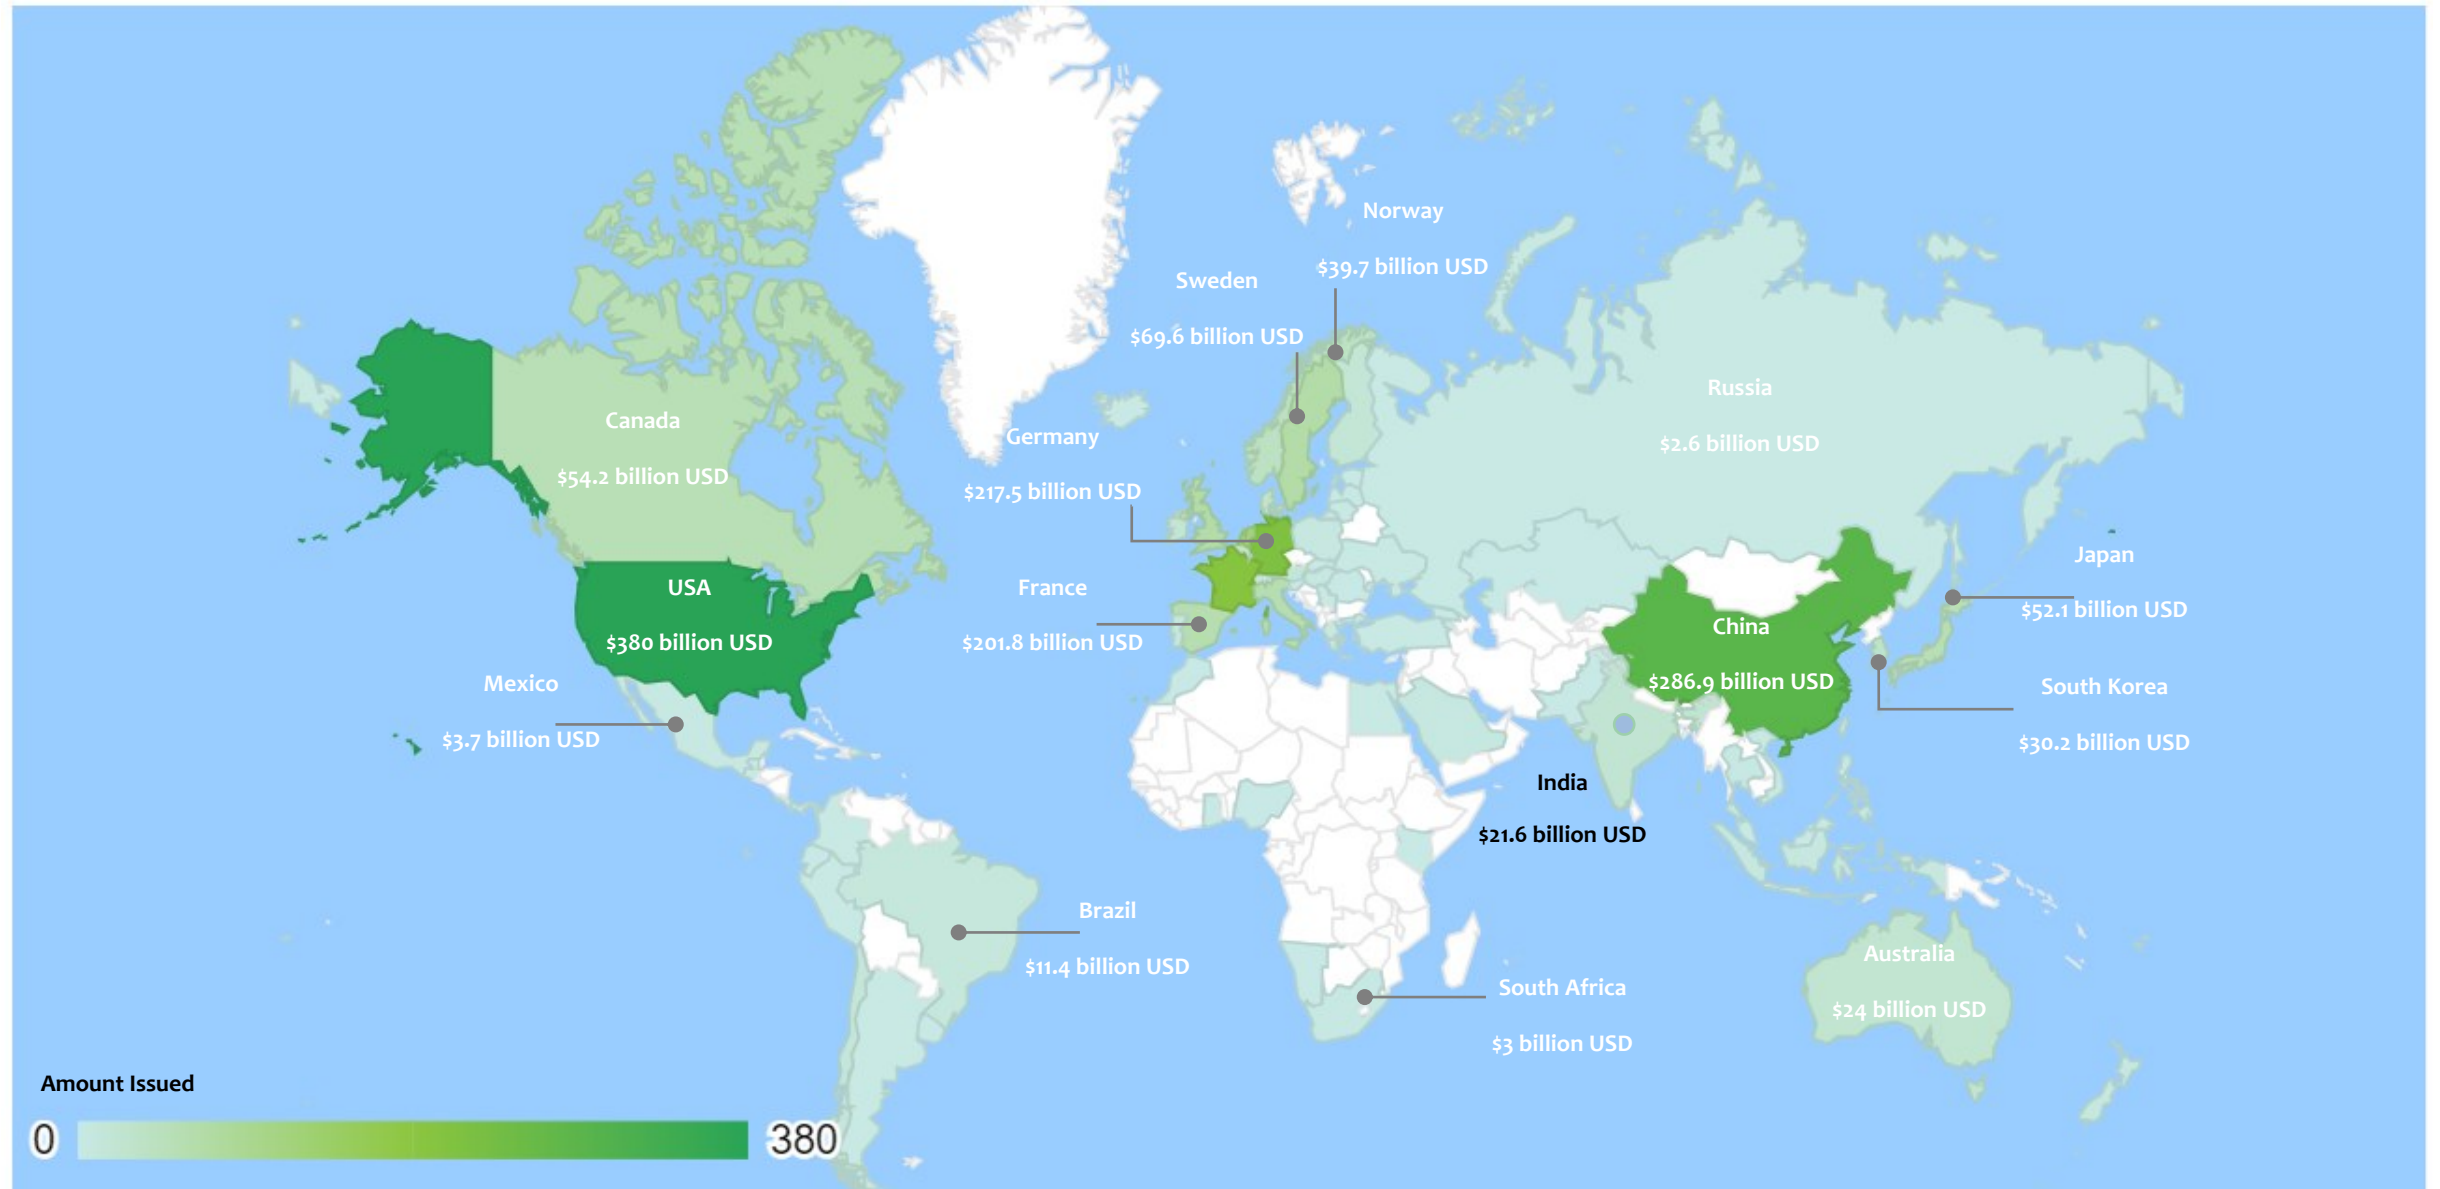 Norway
$39.7 billion USD
Sweden
$69.6 billion USD
Russia
$2.6 billion USD
Canada
$54.2 billion USD
Germany
$217.5 billion USD
Japan
$52.1 billion USD
USA
$380 billion USD
France
$201.8 billion USD
China
$286.9 billion USD
Mexico
$3.7 billion USD
South Korea
$30.2 billion USD
India
$21.6 billion USD
Brazil
$11.4 billion USD
Australia
$24 billion USD
South Africa
$3 billion USD
Amount Issued
0 380